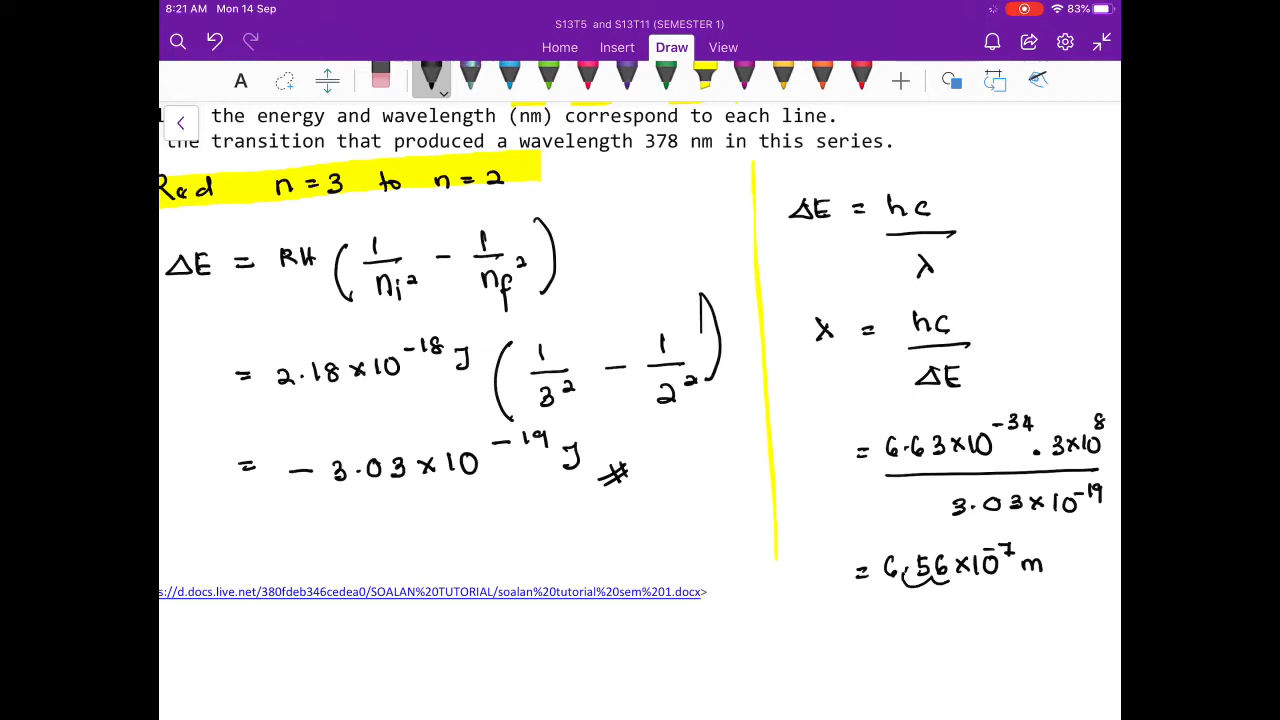 8:21 AM Mon 14 Sep
83%
S13T5 and S13T11 (SEMESTER 1)
Home Insert Draw View
the energy and wavelength (nm) correspond to each line.
the transition that produced a wavelength 378 nm in this series.
Red n = 3 to n = 2
ΔE = RH ( 1/nᵢ² - 1/n_f² )
= 2.18 × 10⁻¹⁸ J ( 1/3² - 1/2² )
= - 3.03 × 10⁻¹⁹ J #
ΔE = hc/λ
λ = hc/ΔE
= 6.63 × 10⁻³⁴ . 3 × 10⁸ / 3.03 × 10⁻¹⁹
= 6.56 × 10⁻⁷ m
s://d.docs.live.net/380fdeb346cedea0/SOALAN%20TUTORIAL/soalan%20tutorial%20sem%201.docx>